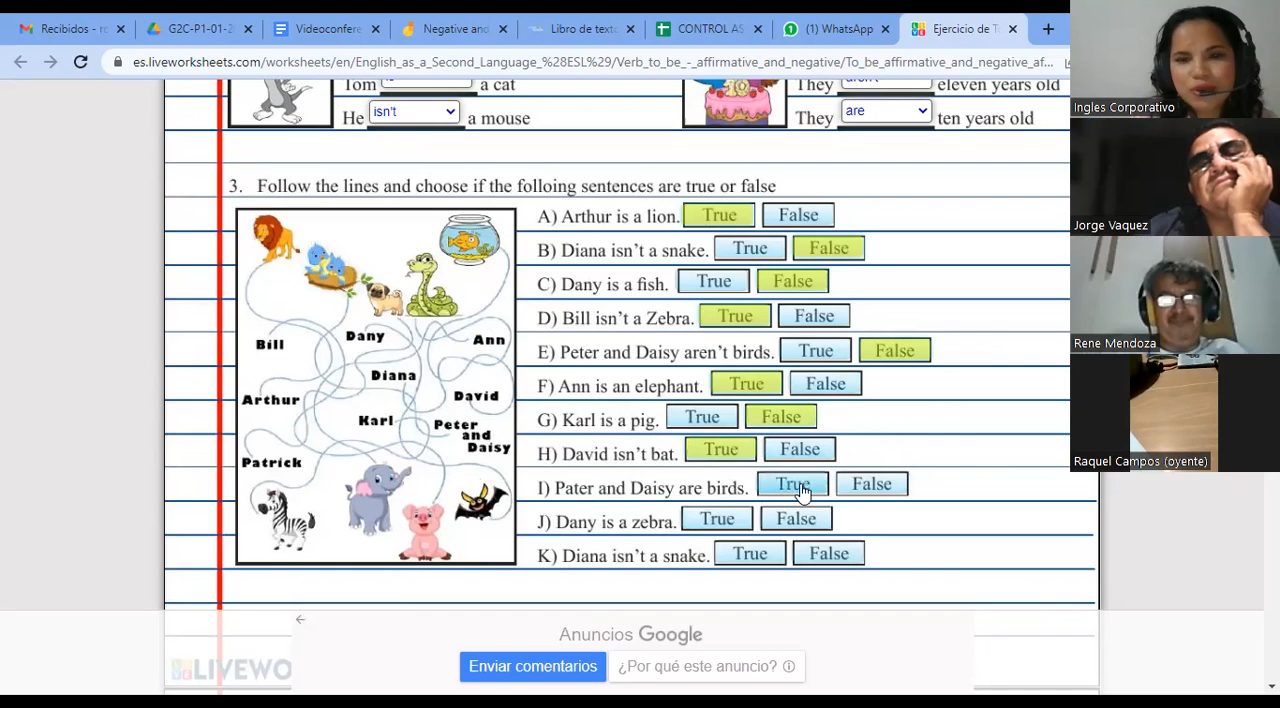 Recibidos - ro
G2C-P1-01-2
Videoconfere
Negative and
Libro de texto
CONTROL AS
(1) WhatsApp
Ejercicio de To
es.liveworksheets.com/worksheets/en/English_as_a_Second_Language_%28ESL%29/Verb_to_be_-_affirmative_and_negative/To_be_affirmative_and_negative_af...
Tom a cat
They aren't eleven years old
He isn't a mouse
They are ten years old
3. Follow the lines and choose if the folloing sentences are true or false
A) Arthur is a lion. True False
B) Diana isn't a snake. True False
C) Dany is a fish. True False
D) Bill isn't a Zebra. True False
E) Peter and Daisy aren't birds. True False
F) Ann is an elephant. True False
G) Karl is a pig. True False
H) David isn't bat. True False
I) Pater and Daisy are birds. True False
J) Dany is a zebra. True False
K) Diana isn't a snake. True False
Bill
Dany
Ann
Diana
Arthur
David
Karl
Peter
and
Daisy
Patrick
Anuncios Google
Enviar comentarios
¿Por qué este anuncio?
LIVEWO
Ingles Corporativo
Jorge Vaquez
Rene Mendoza
Raquel Campos (oyente)